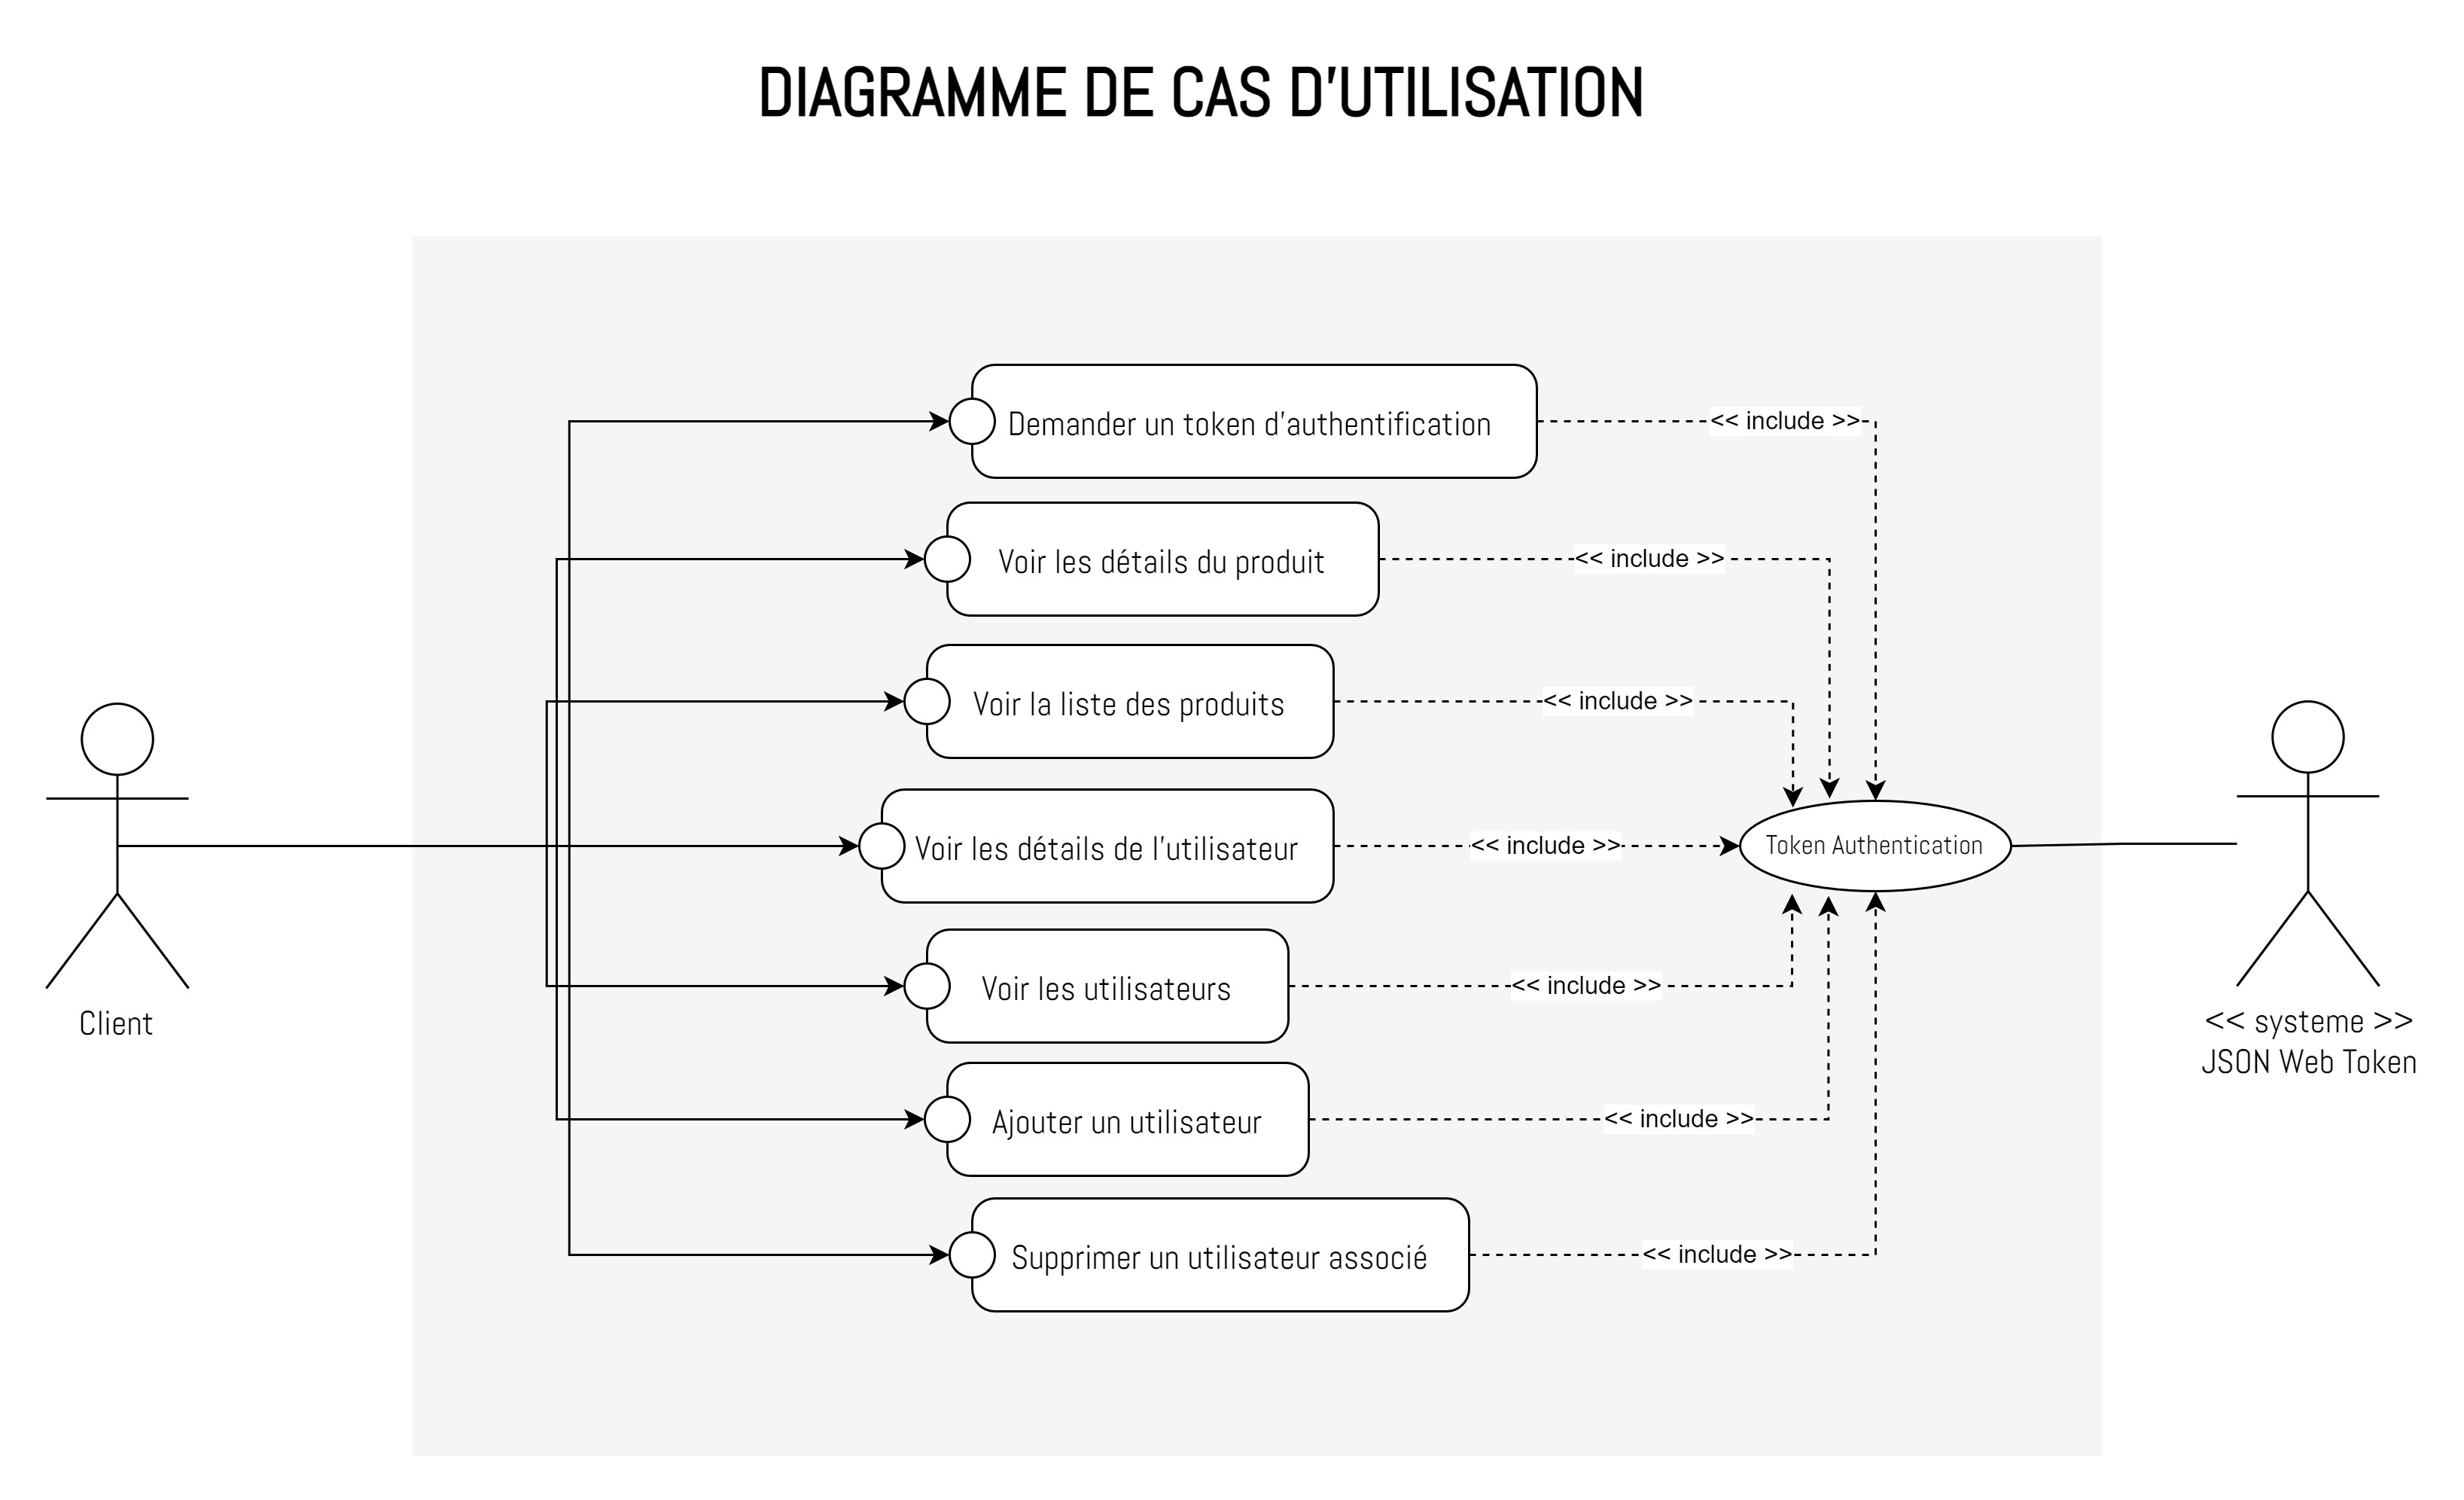 DIAGRAMME DE CAS D'UTILISATION
Demander un token d'authentification
<< include >>
Voir les détails du produit
<< include >>
Voir la liste des produits
<< include >>
Voir les détails de l'utilisateur
<< include >>
Token Authentication
Voir les utilisateurs
<< include >>
Client
<< systeme >>
JSON Web Token
Ajouter un utilisateur
<< include >>
Supprimer un utilisateur associé
<< include >>